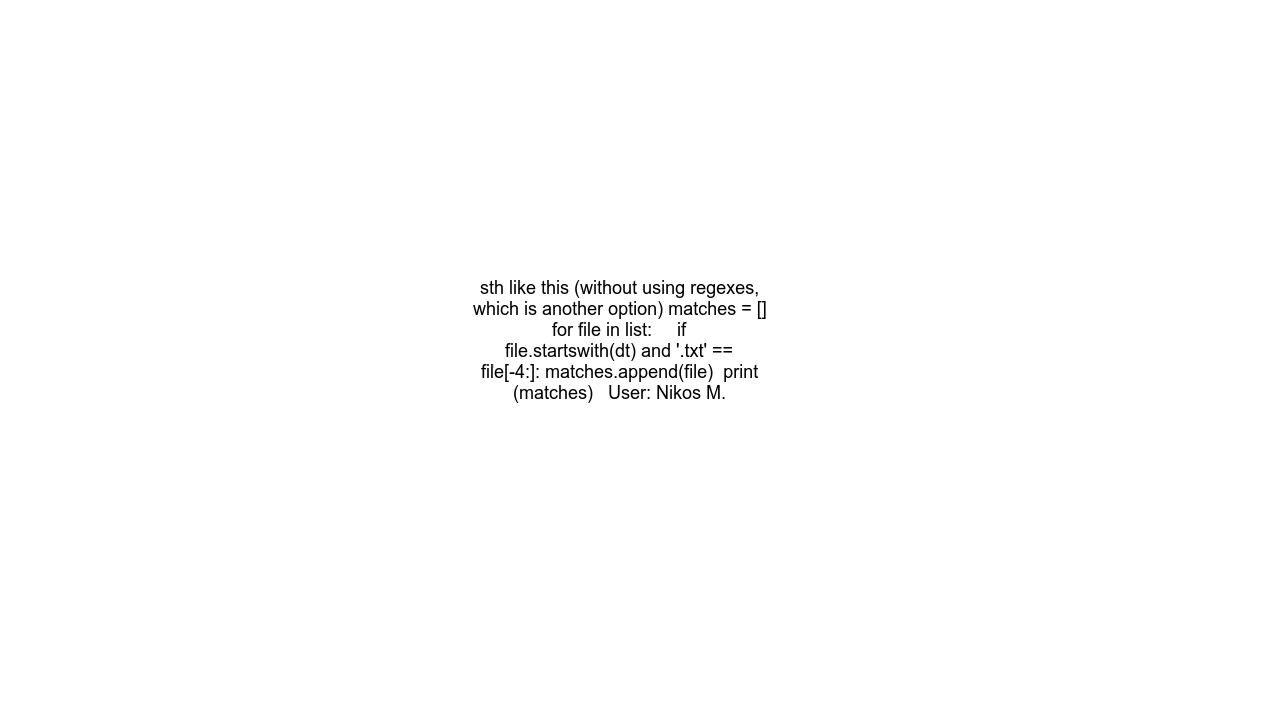 sth like this (without using regexes,
which is another option) matches = []
for file in list:     if
file.startswith(dt) and '.txt' ==
file[-4:]: matches.append(file)  print
(matches)   User: Nikos M.